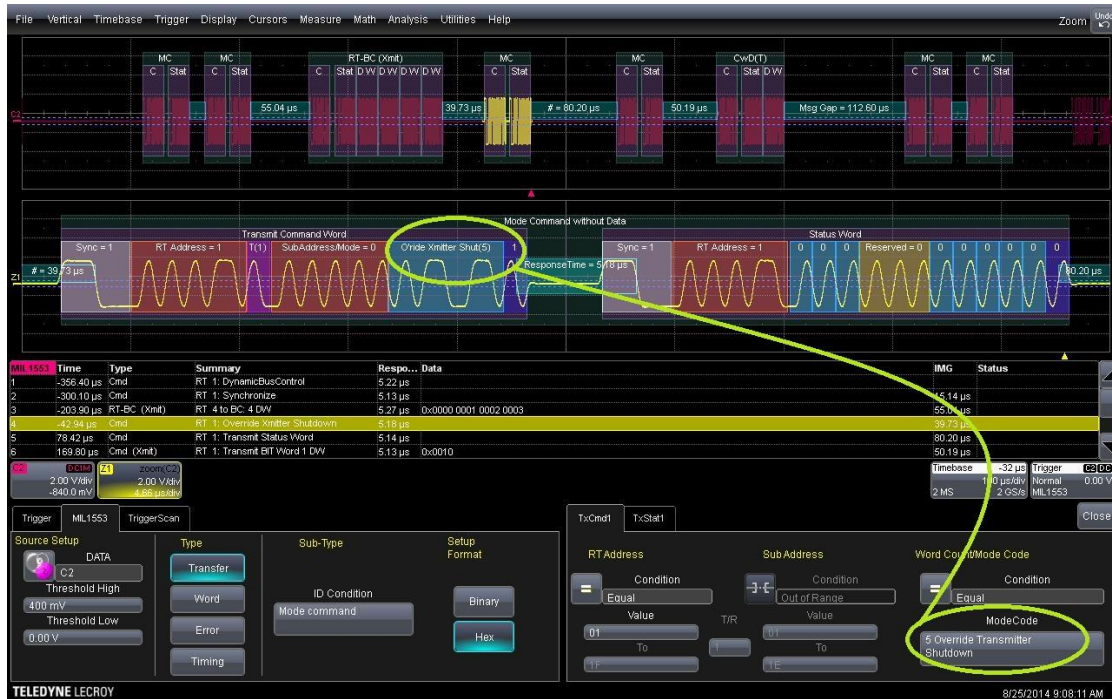 File Vertical Timebase Trigger Display Cursors Measure Math Analysis Utilities Help
Zoom Undo
MC MC RT-BC (Xmit) MC MC CwD(T) MC MC
C Stat C Stat C Stat D W D W D W D W C Stat C Stat C Stat D W C Stat C Stat
C2 55.04 µs 39.73 µs # = 80.20 µs 50.19 µs Msg Gap = 112.60 µs
Mode Command without Data
Transmit Command Word Status Word
Sync = 1 RT Address = 1 T(1) SubAddress/Mode = 0 O'ride Xmitter Shut(5) 1 Sync = 1 RT Address = 1 0 0 0 Reserved = 0 0 0 0 0 0 0
Z1 # = 39.73 µs ResponseTime = 5.18 µs 80.20 µs
MIL1553 Time Type Summary Respo... Data IMG Status
1 -356.40 µs Cmd RT 1: DynamicBusControl 5.22 µs
2 -300.10 µs Cmd RT 1: Synchronize 5.13 µs 15.14 µs
3 -203.90 µs RT-BC (Xmit) RT 4 to BC: 4 DW 5.27 µs 0x0000 0001 0002 0003 55.04 µs
4 -42.94 µs Cmd RT 1: Override Xmitter Shutdown 5.18 µs 39.73 µs
5 78.42 µs Cmd RT 1: Transmit Status Word 5.14 µs 80.20 µs
6 169.80 µs Cmd (Xmit) RT 1: Transmit BIT Word 1 DW 5.13 µs 0x0010 50.19 µs
C2 DC1M Z1 zoom(C2) Timebase -32 µs Trigger C2 DC
2.00 V/div 2.00 V/div 100 µs/div Normal 0.00 V
-840.0 mV 4.66 µs/div 2 MS 2 GS/s MIL1553
Trigger MIL1553 TriggerScan
Source Setup
DATA
C2
Threshold High
400 mV
Threshold Low
0.00 V
Type
Transfer
Word
Error
Timing
Sub-Type
ID Condition
Mode command
Setup
Format
Binary
Hex
TxCmd1 TxStat1 Close
RT Address
Condition
= Equal
Value
01
To
1F
T/R
1
Sub Address
Condition
Out of Range
Value
01
To
1E
Word Count/Mode Code
Condition
= Equal
ModeCode
5 Override Transmitter
Shutdown
TELEDYNE LECROY 8/25/2014 9:08:11 AM